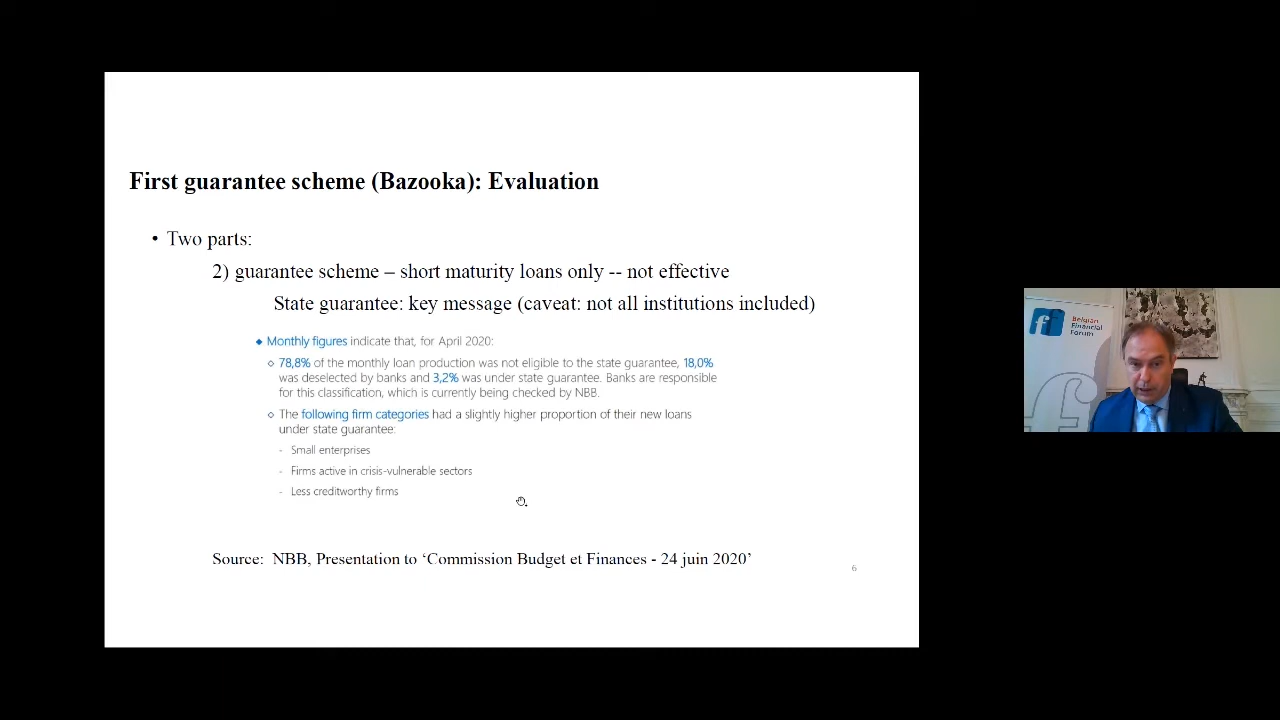 First guarantee scheme (Bazooka): Evaluation
• Two parts:
2) guarantee scheme – short maturity loans only -- not effective
State guarantee: key message (caveat: not all institutions included)
◆ Monthly figures indicate that, for April 2020:
◇ 78,8% of the monthly loan production was not eligible to the state guarantee, 18,0%
was deselected by banks and 3,2% was under state guarantee. Banks are responsible
for this classification, which is currently being checked by NBB.
◇ The following firm categories had a slightly higher proportion of their new loans
under state guarantee:
- Small enterprises
- Firms active in crisis-vulnerable sectors
- Less creditworthy firms
Source: NBB, Presentation to ‘Commission Budget et Finances - 24 juin 2020’
6
Belgian
Financial
Forum